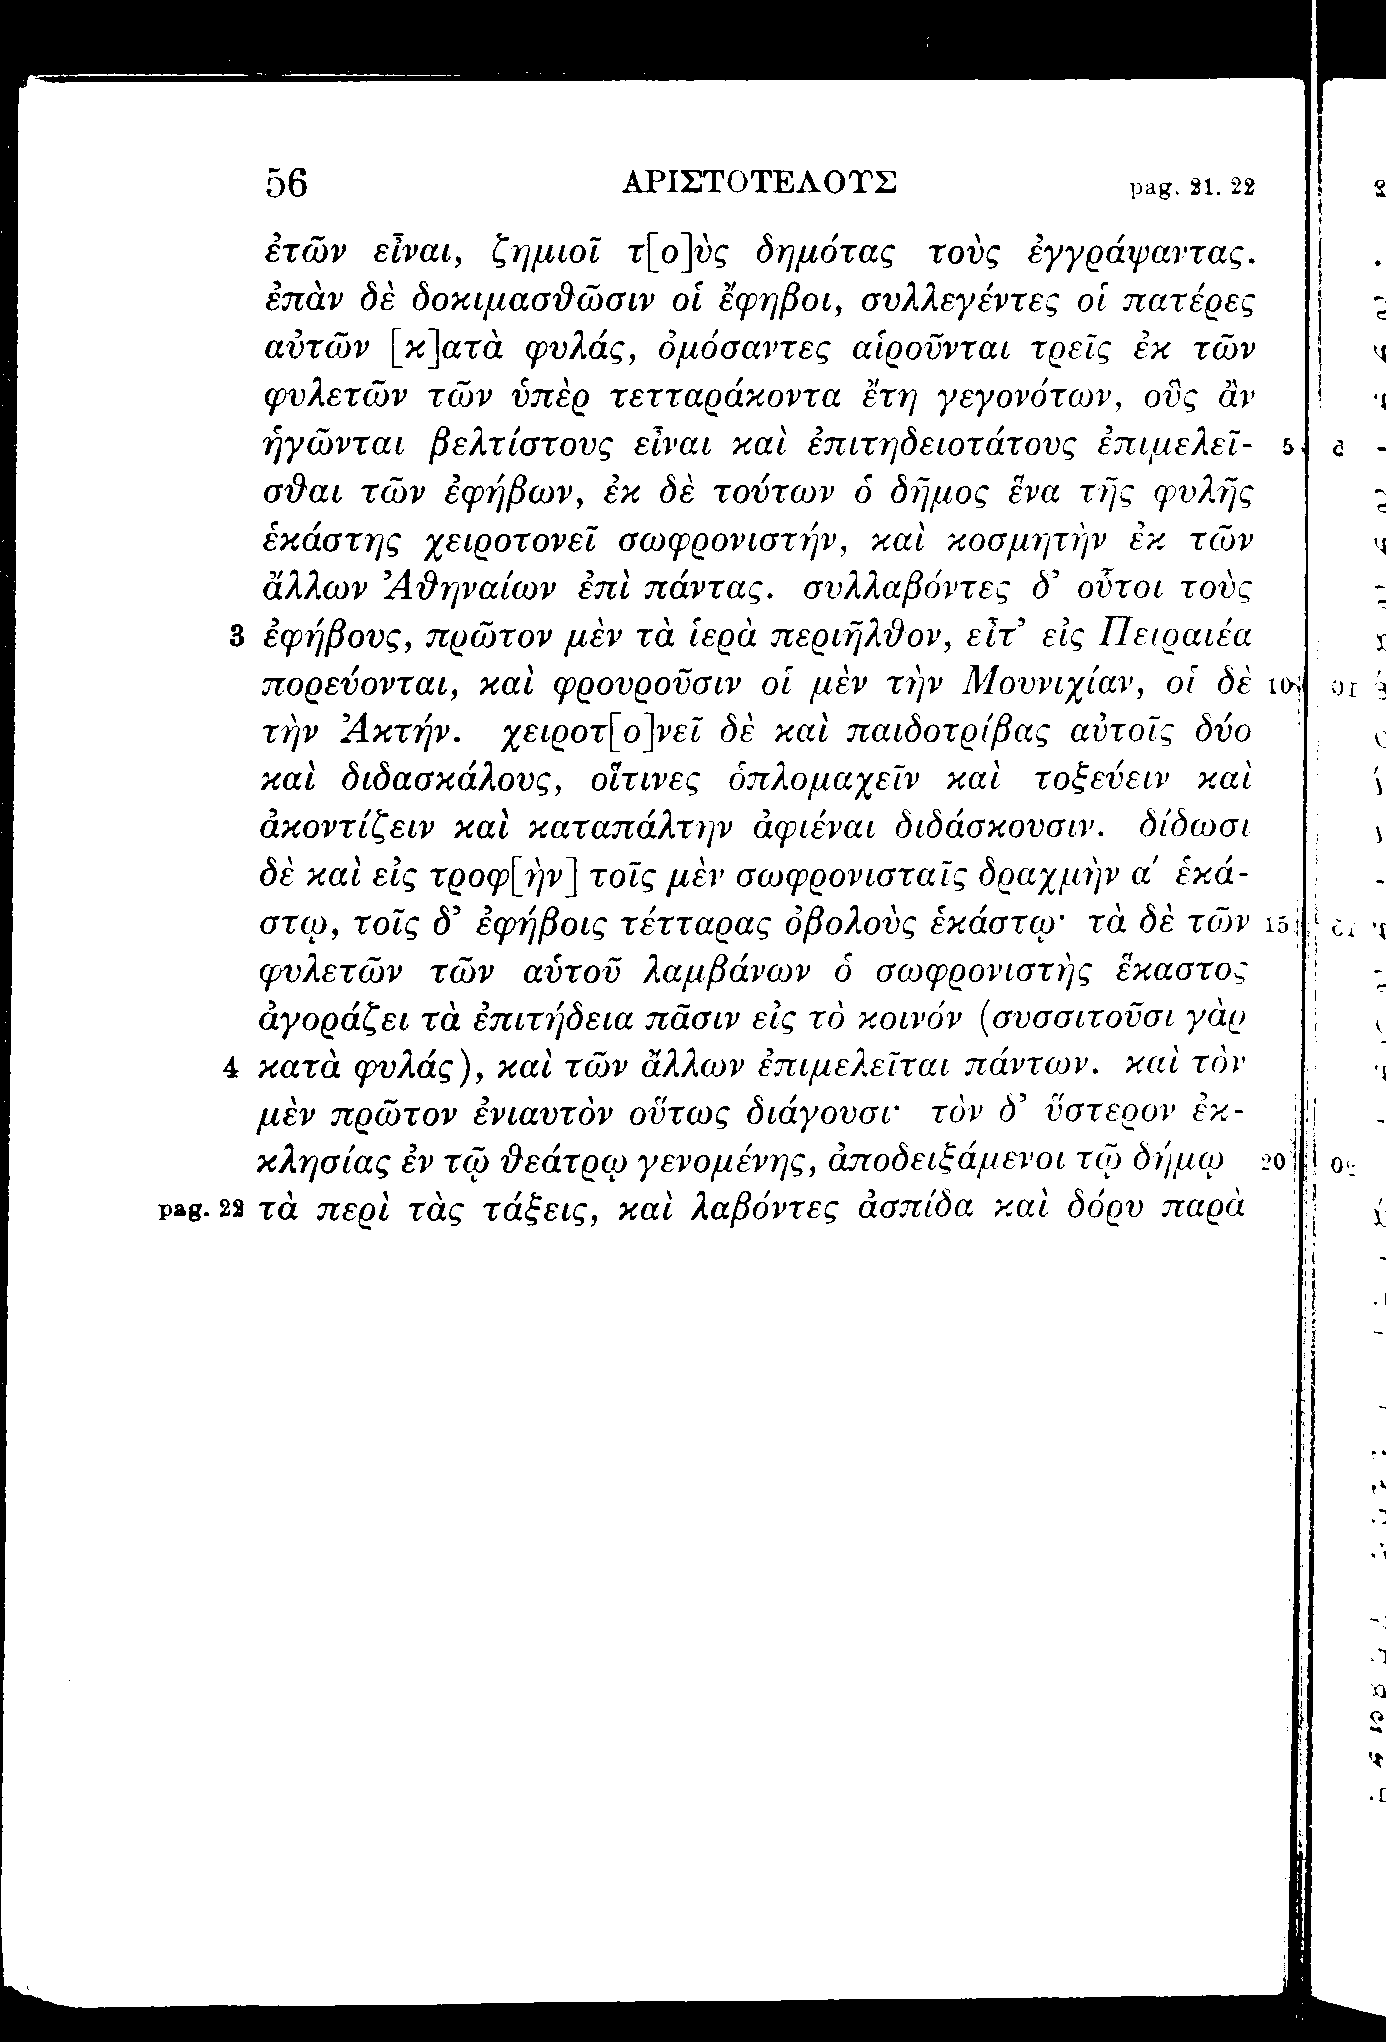 56 ΑΡΙΣΤΟΤΕΛΟΥΣ pag. 21. 22
ἐτῶν εἶναι, ζημιοῖ τ[ο]ὺς δημότας τοὺς ἐγγράψαντας.
ἐπὰν δὲ δοκιμασθῶσιν οἱ ἔφηβοι, συλλεγέντες οἱ πατέρες
αὐτῶν [κ]ατὰ φυλάς, ὀμόσαντες αἱροῦνται τρεῖς ἐκ τῶν
φυλετῶν τῶν ὑπὲρ τετταράκοντα ἔτη γεγονότων, οὓς ἂν
ἡγῶνται βελτίστους εἶναι καὶ ἐπιτηδειοτάτους ἐπιμελεῖ- 5
σθαι τῶν ἐφήβων, ἐκ δὲ τούτων ὁ δῆμος ἕνα τῆς φυλῆς
ἑκάστης χειροτονεῖ σωφρονιστήν, καὶ κοσμητὴν ἐκ τῶν
ἄλλων Ἀθηναίων ἐπὶ πάντας. συλλαβόντες δ’ οὗτοι τοὺς
3 ἐφήβους, πρῶτον μὲν τὰ ἱερὰ περιῆλθον, εἶτ’ εἰς Πειραιέα
πορεύονται, καὶ φρουροῦσιν οἱ μὲν τὴν Μουνιχίαν, οἱ δὲ 10
τὴν Ἀκτήν. χειροτ[ο]νεῖ δὲ καὶ παιδοτρίβας αὐτοῖς δύο
καὶ διδασκάλους, οἵτινες ὁπλομαχεῖν καὶ τοξεύειν καὶ
ἀκοντίζειν καὶ καταπάλτην ἀφιέναι διδάσκουσιν. δίδωσι
δὲ καὶ εἰς τροφ[ὴν] τοῖς μὲν σωφρονισταῖς δραχμὴν α΄ ἑκά-
στῳ, τοῖς δ’ ἐφήβοις τέτταρας ὀβολοὺς ἑκάστῳ· τὰ δὲ τῶν 15
φυλετῶν τῶν αὑτοῦ λαμβάνων ὁ σωφρονιστὴς ἕκαστος
ἀγοράζει τὰ ἐπιτήδεια πᾶσιν εἰς τὸ κοινόν (συσσιτοῦσι γὰρ
4 κατὰ φυλάς), καὶ τῶν ἄλλων ἐπιμελεῖται πάντων. καὶ τὸν
μὲν πρῶτον ἐνιαυτὸν οὕτως διάγουσι· τὸν δ’ ὕστερον ἐκ-
κλησίας ἐν τῷ θεάτρῳ γενομένης, ἀποδειξάμενοι τῷ δήμῳ 20
pag. 22 τὰ περὶ τὰς τάξεις, καὶ λαβόντες ἀσπίδα καὶ δόρυ παρὰ